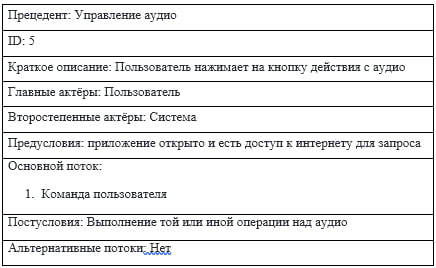 Прецедент: Управление аудио
ID: 5
Краткое описание: Пользователь нажимает на кнопку действия с аудио
Главные актёры: Пользователь
Второстепенные актёры: Система
Предусловия: приложение открыто и есть доступ к интернету для запроса
Основной поток:
1. Команда пользователя
Постусловия: Выполнение той или иной операции над аудио
Альтернативные потоки: Нет